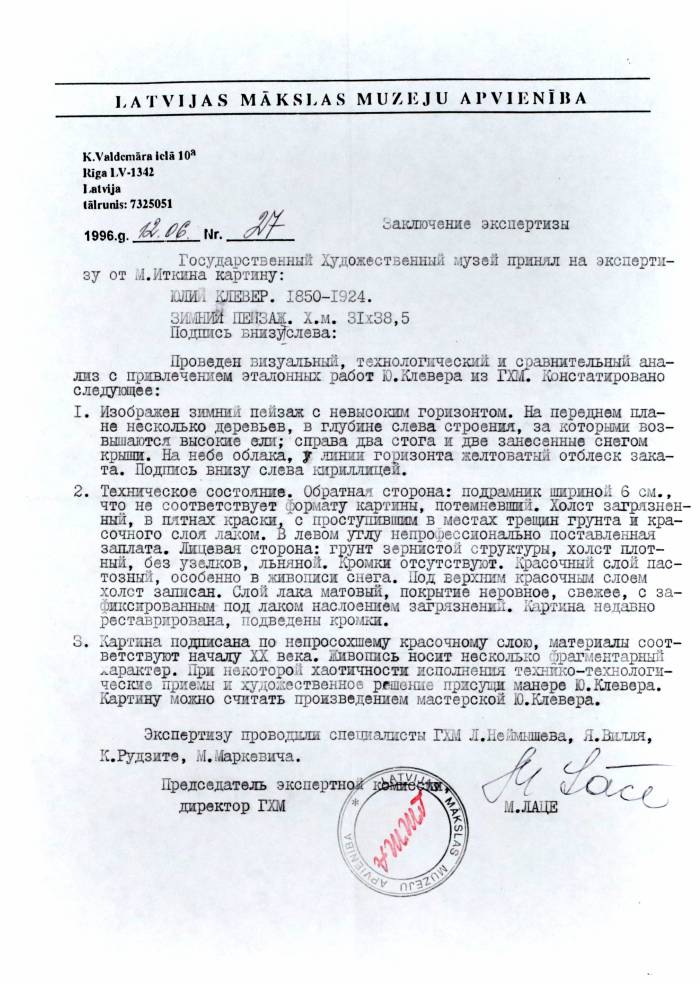 LATVIJAS MĀKSLAS MUZEJU APVIENĪBA
K.Valdemāra ielā 10ª
Rīga LV-1342
Latvija
tālrunis: 7325051
1996.g. 12.06. Nr. 27
Заключение экспертизы
Государственный Художественный музей принял на эксперти-
зу от М.Иткина картину:
ЮЛИЙ КЛЕВЕР. 1850-1924.
ЗИМНИЙ ПЕЙЗАЖ. Х.м. 31х38,5
Подпись внизу слева:
Проведен визуальный, технологический и сравнительный ана-
лиз с привлечением эталонных работ Ю.Клевера из ГХМ. Констатировано
следующее:
1. Изображен зимний пейзаж с невысоким горизонтом. На переднем пла-
не несколько деревьев, в глубине слева строения, за которыми воз-
вышаются высокие ели; справа два стога и две занесенные снегом
крыши. На небе облака, у линии горизонта желтоватый отблеск зака-
та. Подпись внизу слева кириллицей.
2. Техническое состояние. Обратная сторона: подрамник шириной 6 см.,
что не соответствует формату картины, потемневший. Холст загрязнен-
ный, в пятнах краски, с проступившим в местах трещин грунта и кра-
сочного слоя лаком. В левом углу непрофессионально поставленная
заплата. Лицевая сторона: грунт зернистой структуры, холст плот-
ный, без узелков, льняной. Кромки отсутствуют. Красочный слой пас-
тозный, особенно в живописи снега. Под верхним красочным слоем
холст записан. Слой лака матовый, покрытие неровное, свежее, с за-
фиксированным под лаком наслоением загрязнений. Картина недавно
реставрирована, подведены кромки.
3. Картина подписана по непросохшему красочному слою, материалы соот-
ветствуют началу XX века. Живопись носит несколько фрагментарный
характер. При некоторой хаотичности исполнения технико-технологи-
ческие приемы и художественное решение присущи манере Ю.Клевера.
Картину можно считать произведением мастерской Ю.Клевера.
Экспертизу проводили специалисты ГХМ Л.Неймышева, Я.Вилля,
К.Рудзите, М.Маркевича.
Председатель экспертной комиссии
директор ГХМ
М.ЛАЦЕ
LATVIJAS MĀKSLAS MUZEJU APVIENĪBA